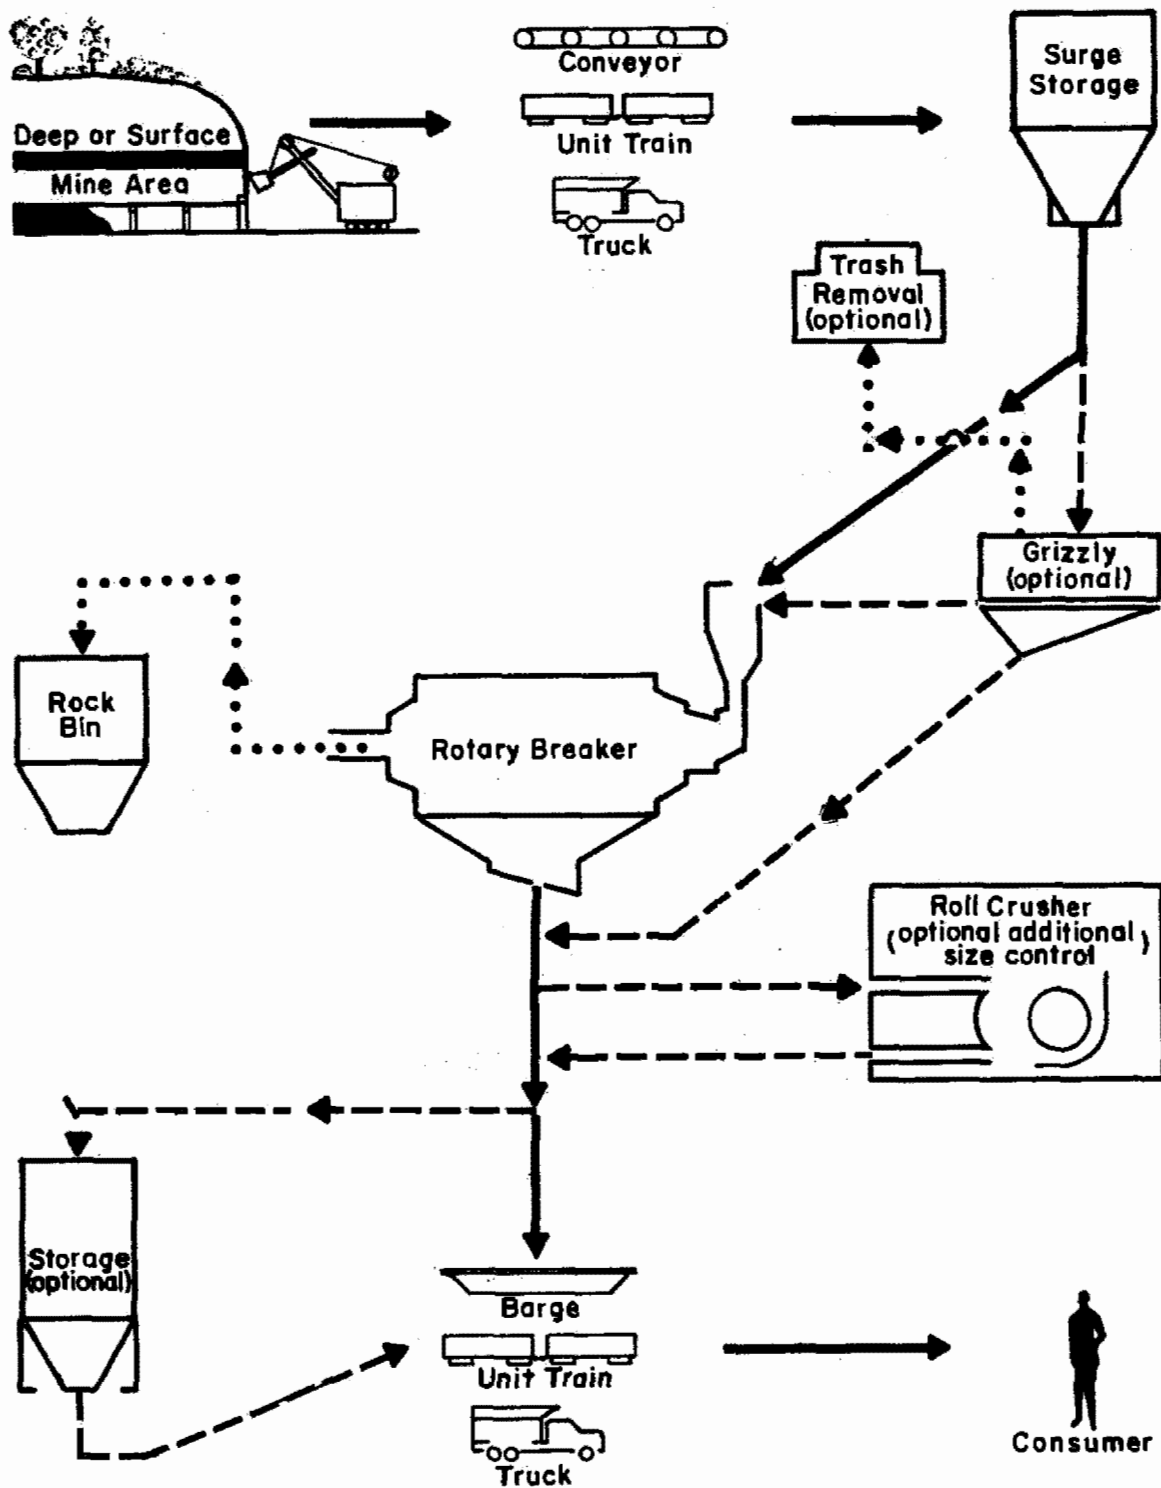 Conveyor
Unit Train
Truck
Surge
Storage
Deep or Surface
Mine Area
Trash
Removal
(optional)
Grizzly
(optional)
Rock
Bin
Rotary Breaker
Roll Crusher
(optional additional)
size control
Storage
(optional)
Barge
Unit Train
Truck
Consumer